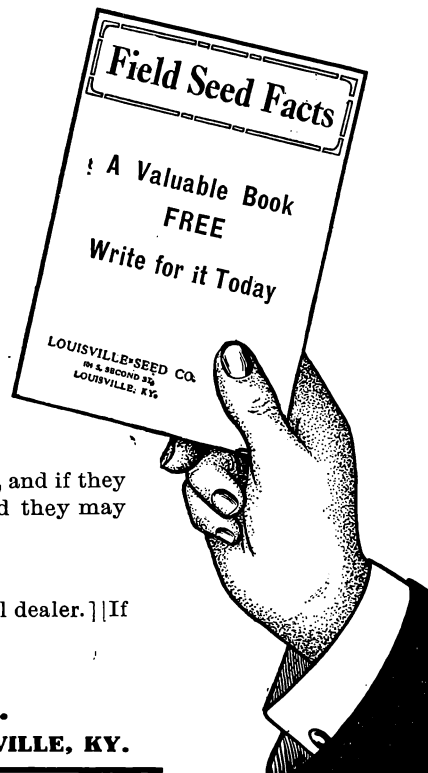 Field Seed Facts
A Valuable Book
FREE
Write for it Today
LOUISVILLE SEED CO.
LOUISVILLE, KY.
, and if they
they may
dealer. ] [If
.
VILLE, KY.